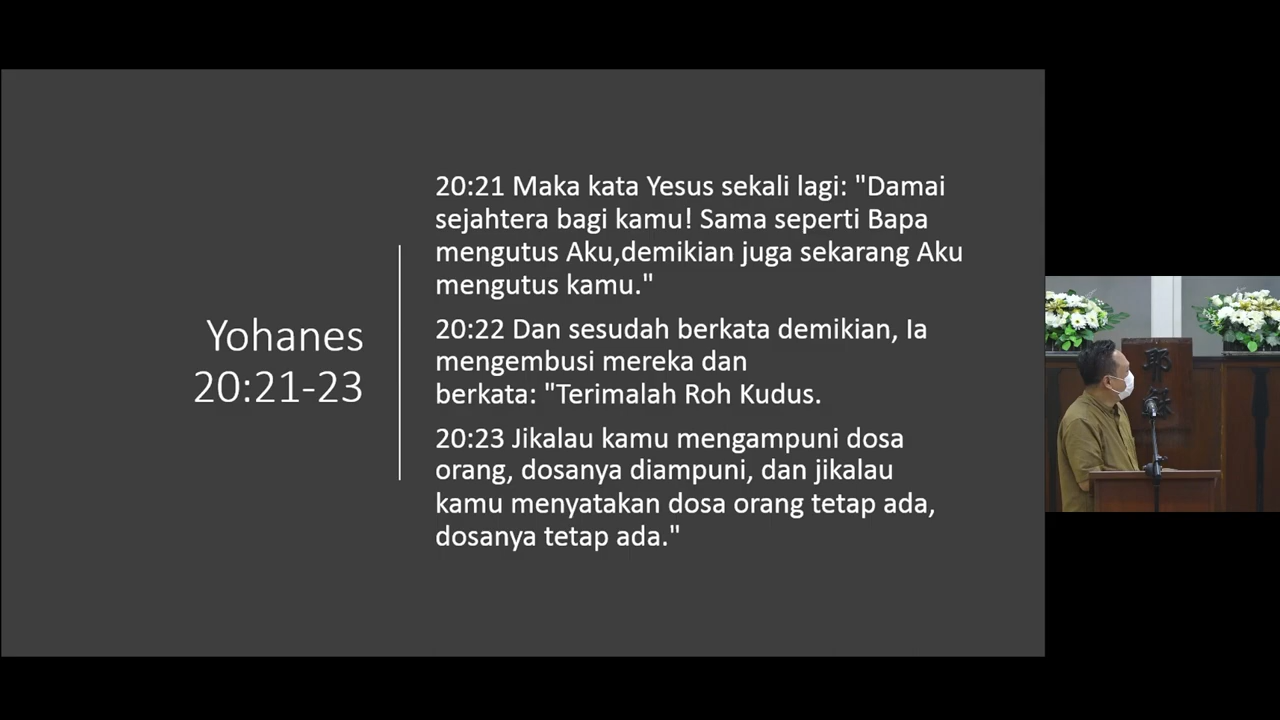 Yohanes
20:21-23
20:21 Maka kata Yesus sekali lagi: "Damai
sejahtera bagi kamu! Sama seperti Bapa
mengutus Aku,demikian juga sekarang Aku
mengutus kamu."
20:22 Dan sesudah berkata demikian, Ia
mengembusi mereka dan
berkata: "Terimalah Roh Kudus.
20:23 Jikalau kamu mengampuni dosa
orang, dosanya diampuni, dan jikalau
kamu menyatakan dosa orang tetap ada,
dosanya tetap ada."